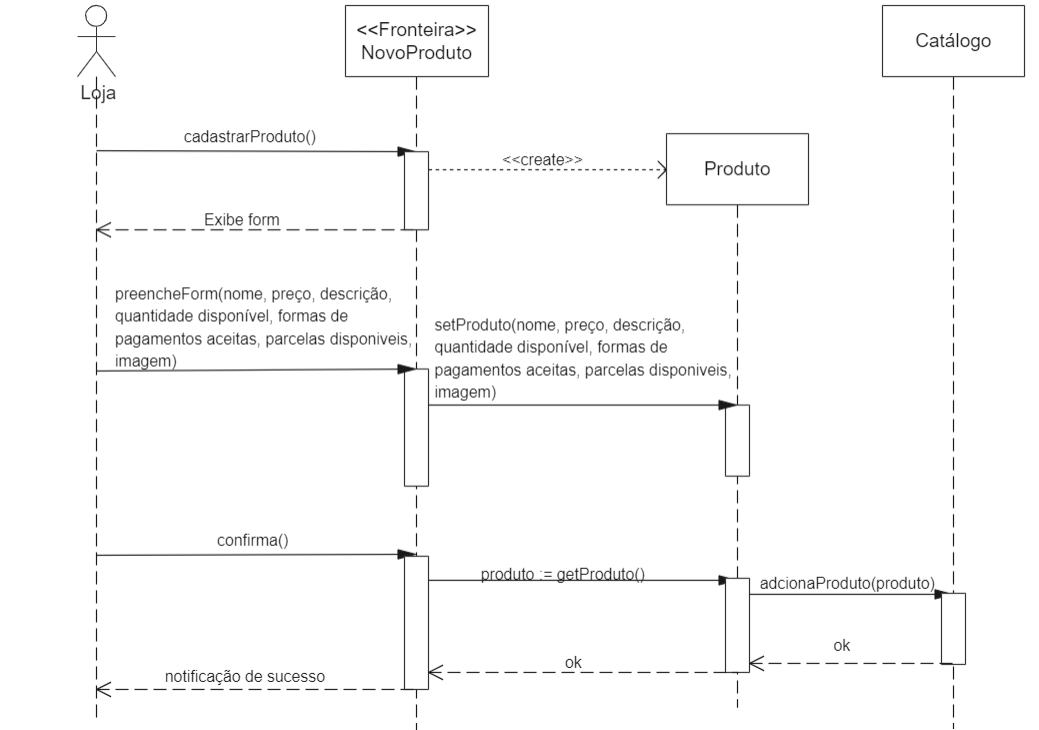 <<Fronteira>>
NovoProduto
Catálogo
Loja
cadastrarProduto()
<<create>>
Produto
Exibe form
preencheForm(nome, preço, descrição,
quantidade disponível, formas de
pagamentos aceitas, parcelas disponiveis,
imagem)
setProduto(nome, preço, descrição,
quantidade disponível, formas de
pagamentos aceitas, parcelas disponiveis,
imagem)
confirma()
produto := getProduto()
adcionaProduto(produto)
ok
ok
notificação de sucesso